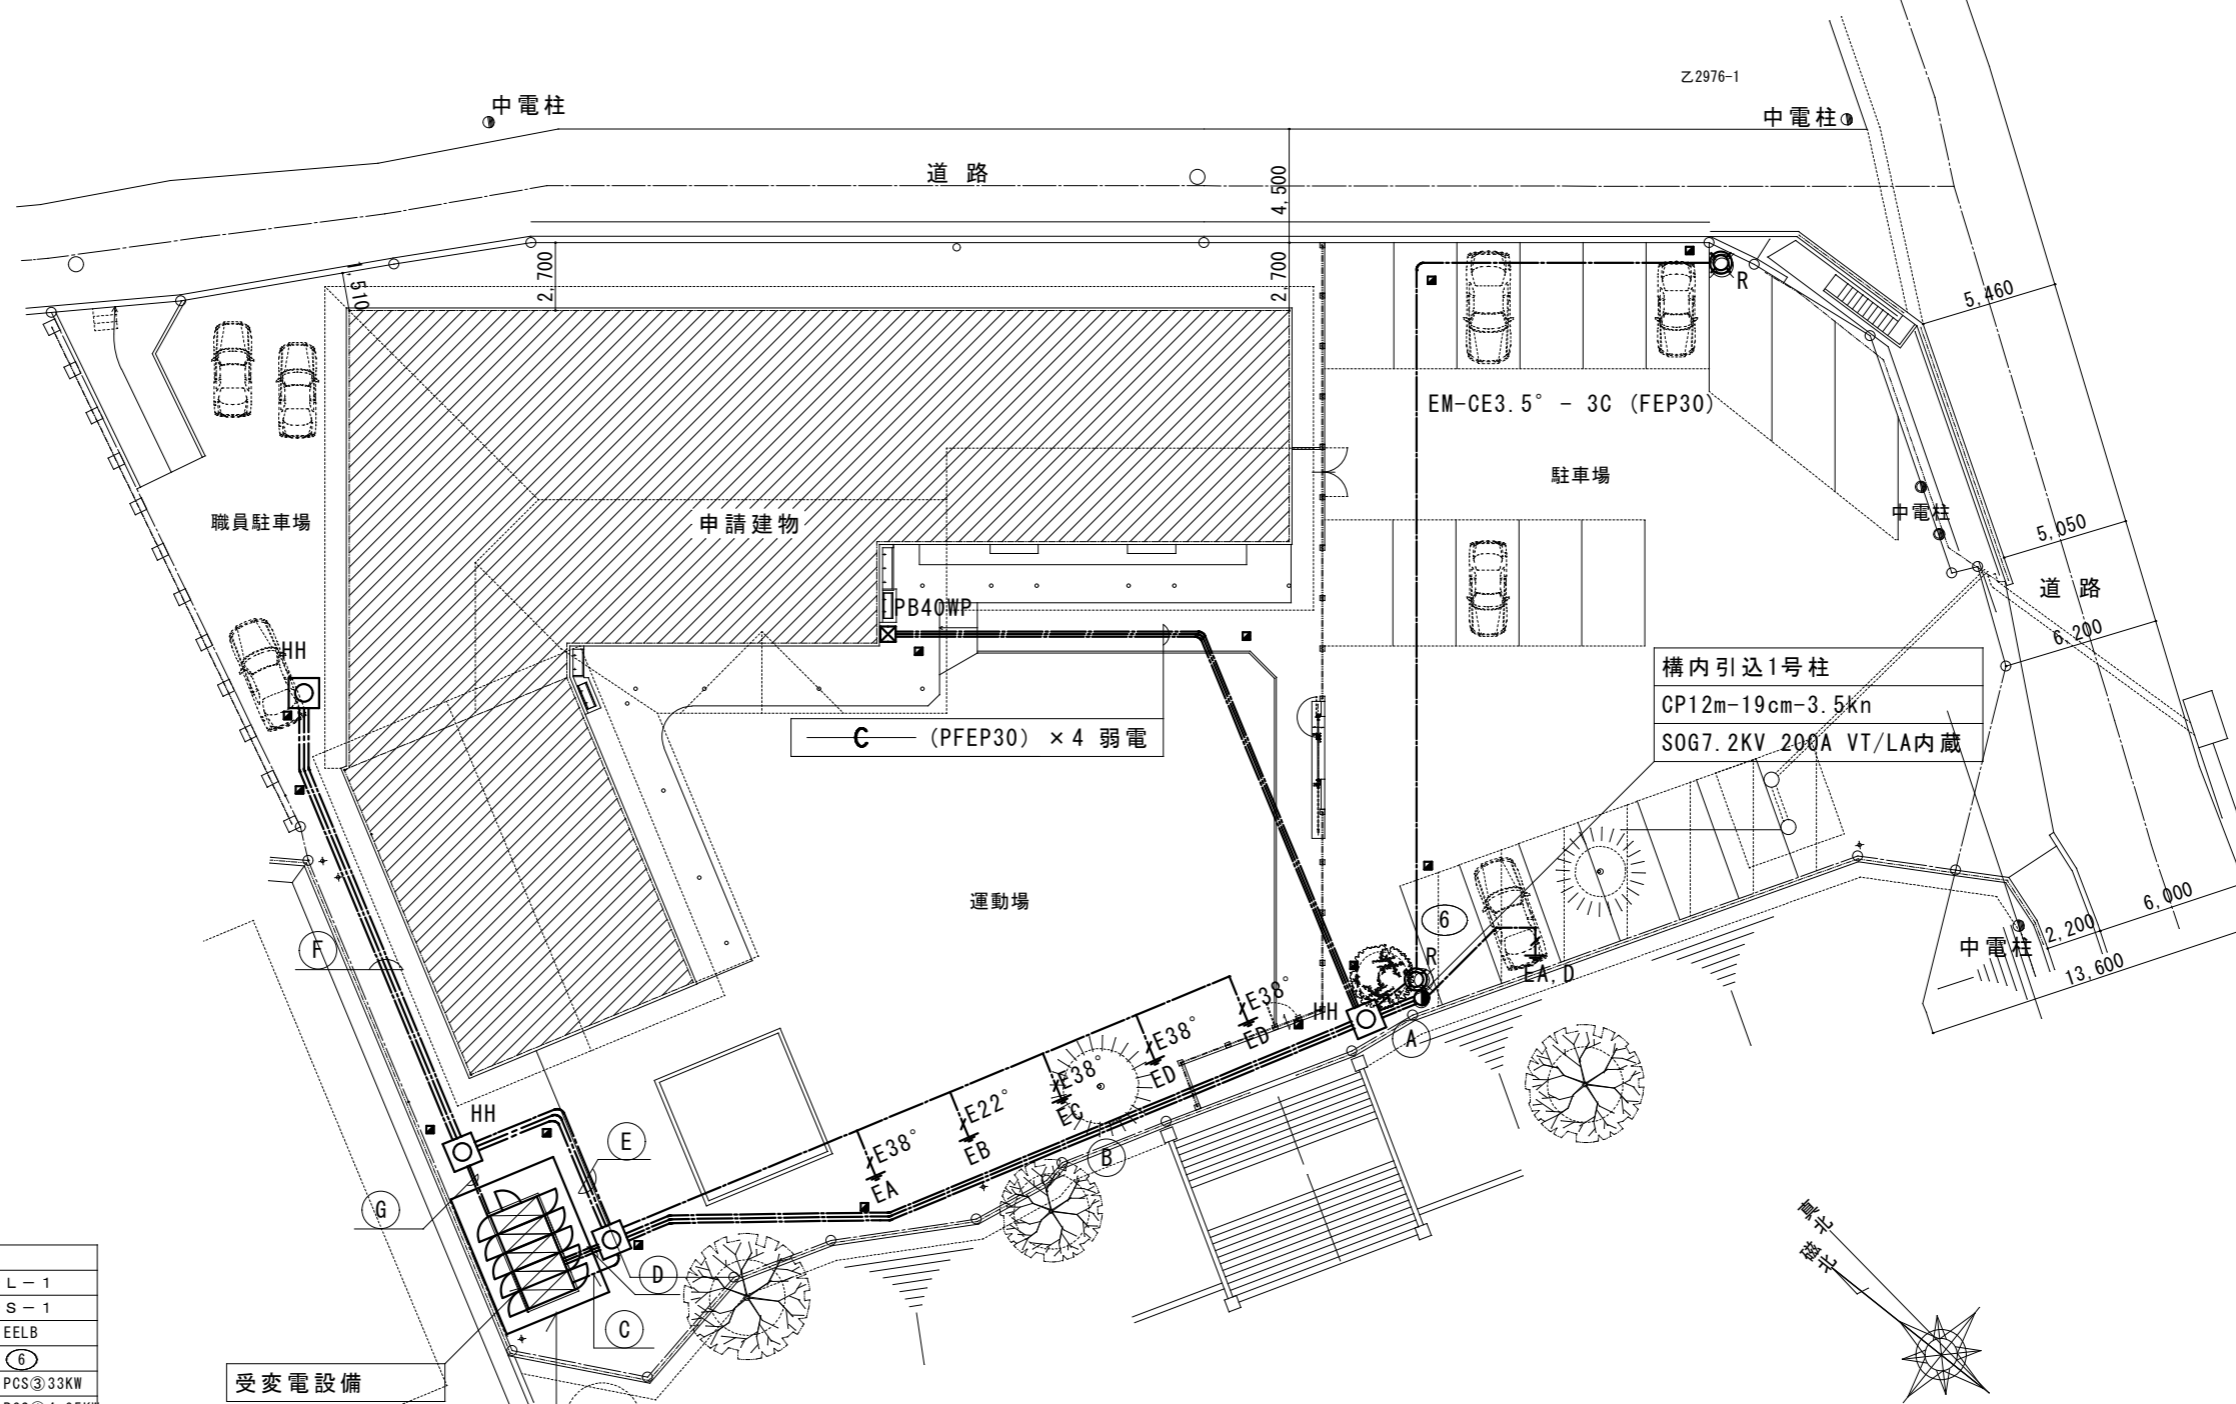 乙2976-1
中電柱
中電柱
道 路
4,500
2,700
2,700
1,510
R
5,460
EM-CE3.5° - 3C (FEP30)
駐車場
職員駐車場
申請建物
中電柱
5,050
道 路
6,200
PB40WP
HH
構内引込1号柱
CP12m-19cm-3.5kn
SOG7.2KV 200A VT/LA内蔵
C (PFEP30) ×4 弱電
運動場
6
F
R
EA,D
中電柱
2,200
6,000
13,600
E38°
ED
HH
A
E38°
ED
E38°
EC
E22°
EB
E38°
EA
B
HH
E
G
D
C
真北
磁北
L-1
S-1
EELB
6
PCS③33KW
受変電設備